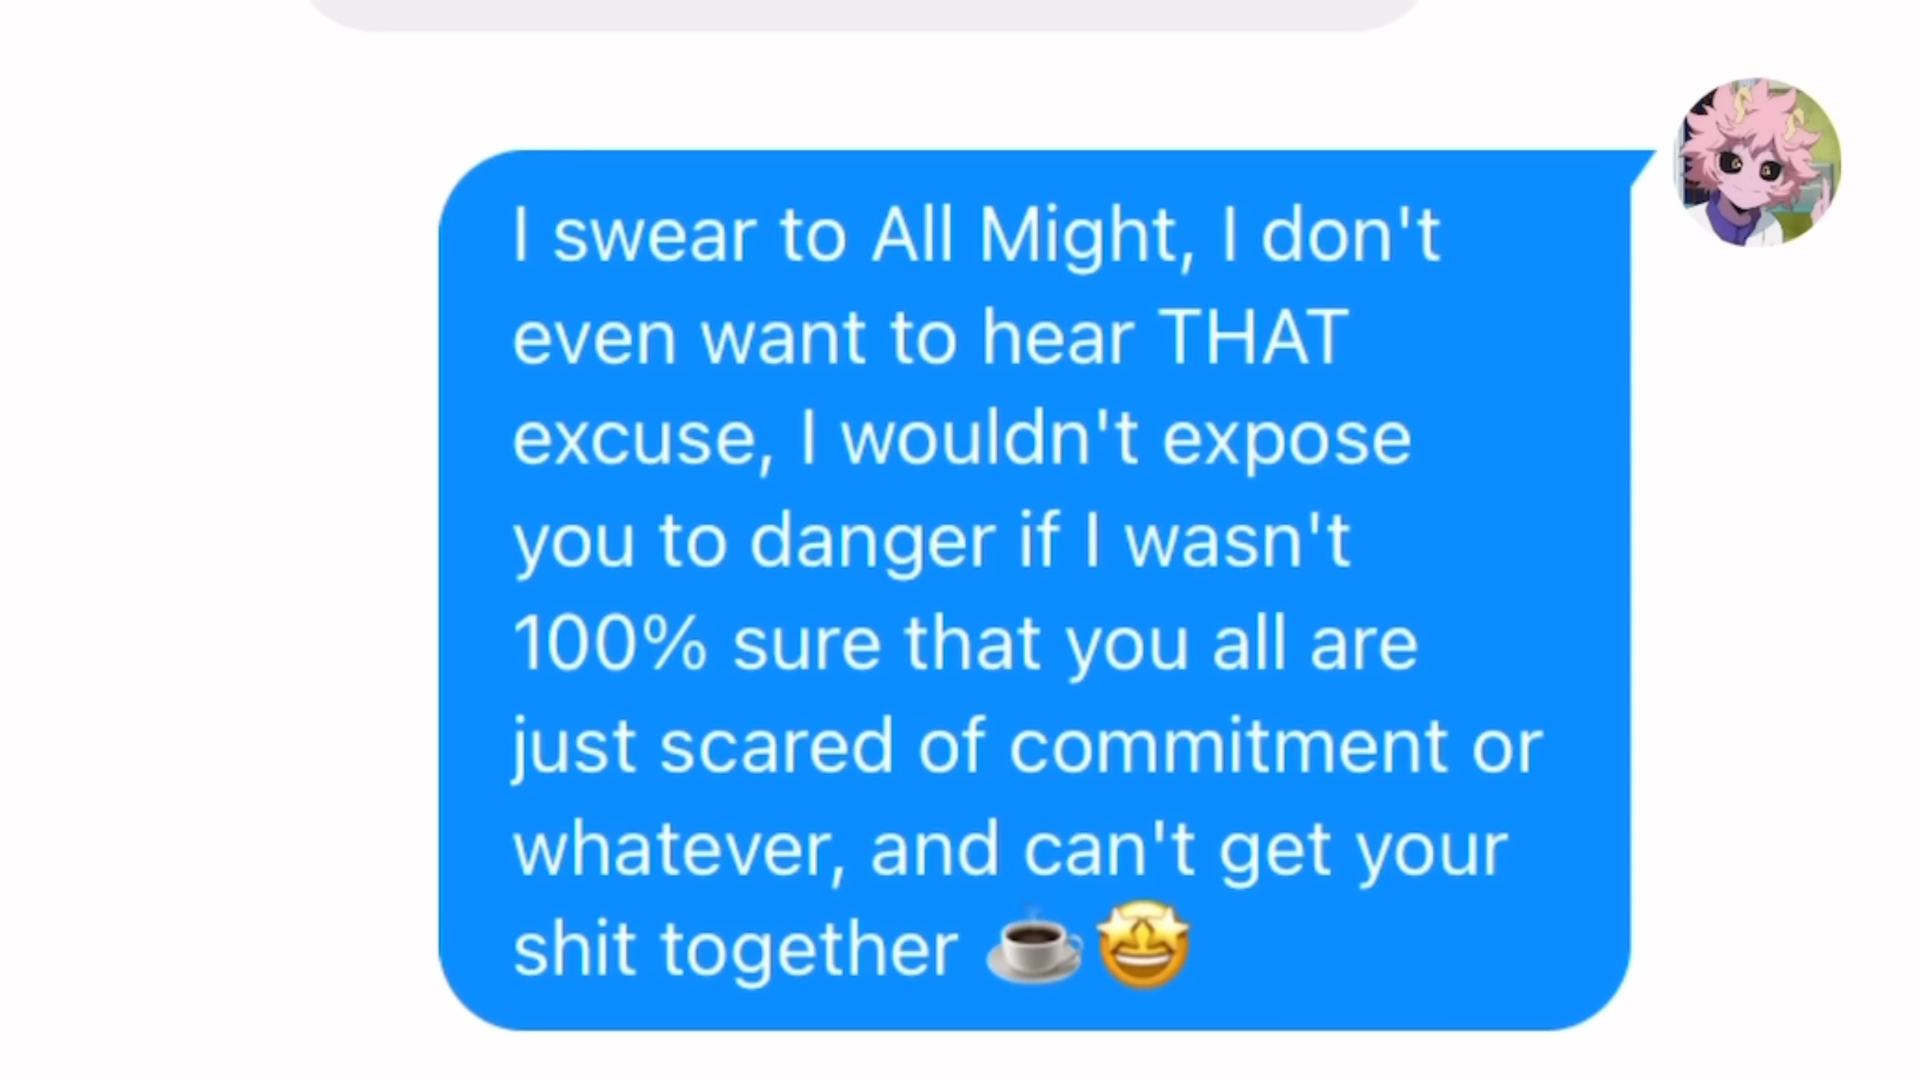 I swear to All Might, I don't
even want to hear THAT
excuse, I wouldn't expose
you to danger if I wasn't
100% sure that you all are
just scared of commitment or
whatever, and can't get your
shit together ☕🤩